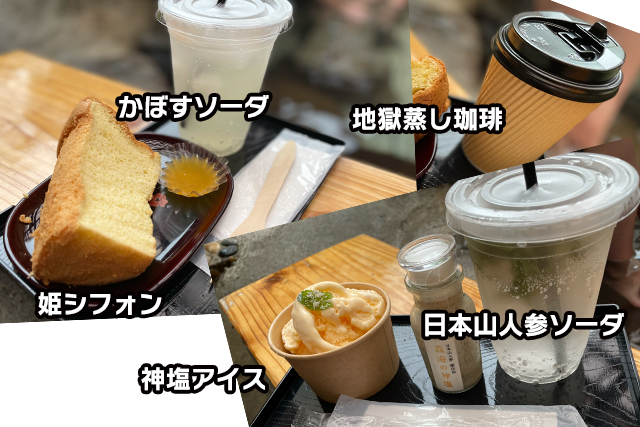 かぼすソーダ
地獄蒸し珈琲
姫シフォン
日本山人参ソーダ
神塩アイス